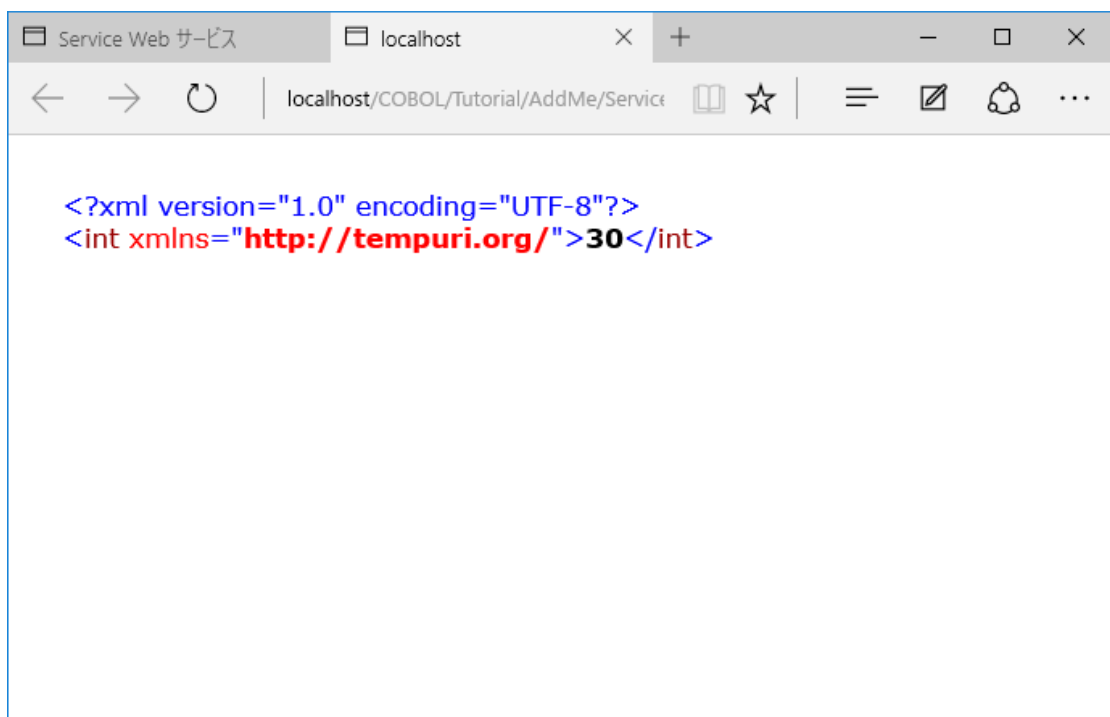 Service Web サービス
localhost
localhost/COBOL/Tutorial/AddMe/Service
<?xml version="1.0" encoding="UTF-8"?>
<int xmlns="http://tempuri.org/">30</int>